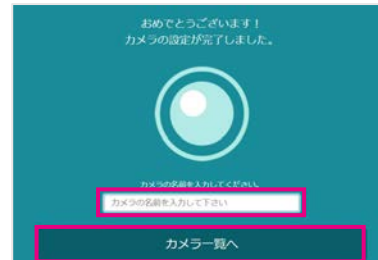 おめでとうございます！
カメラの設定が完了しました。
カメラの名前を入力してください。
カメラの名前を入力して下さい
カメラ一覧へ